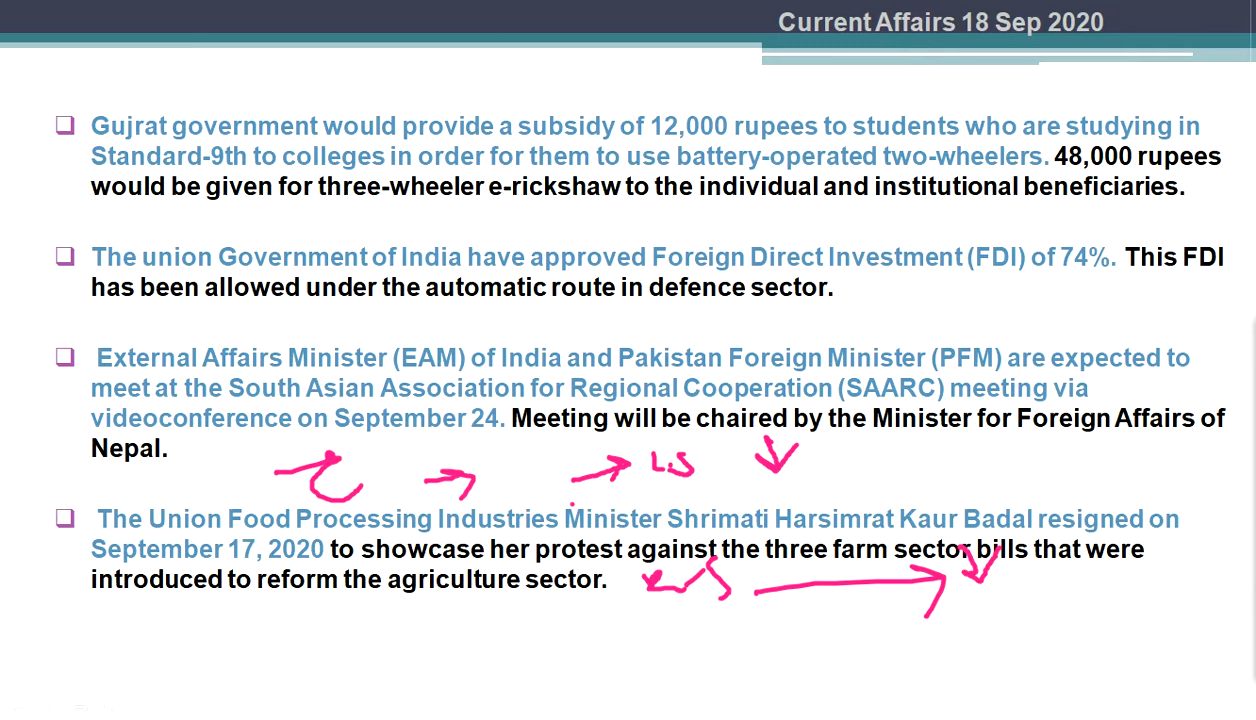 Current Affairs 18 Sep 2020
Gujrat government would provide a subsidy of 12,000 rupees to students who are studying in
Standard-9th to colleges in order for them to use battery-operated two-wheelers. 48,000 rupees
would be given for three-wheeler e-rickshaw to the individual and institutional beneficiaries.
The union Government of India have approved Foreign Direct Investment (FDI) of 74%. This FDI
has been allowed under the automatic route in defence sector.
External Affairs Minister (EAM) of India and Pakistan Foreign Minister (PFM) are expected to
meet at the South Asian Association for Regional Cooperation (SAARC) meeting via
videoconference on September 24. Meeting will be chaired by the Minister for Foreign Affairs of
Nepal.
L.S
The Union Food Processing Industries Minister Shrimati Harsimrat Kaur Badal resigned on
September 17, 2020 to showcase her protest against the three farm sector bills that were
introduced to reform the agriculture sector.